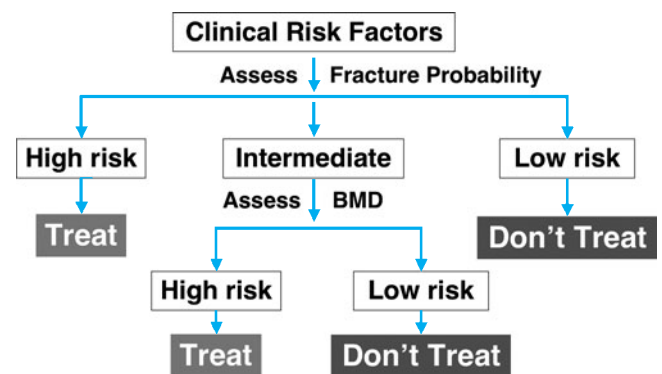 Clinical Risk Factors
Assess Fracture Probability
High risk Intermediate Low risk
Assess BMD
Treat Don't Treat
High risk Low risk
Treat Don't Treat